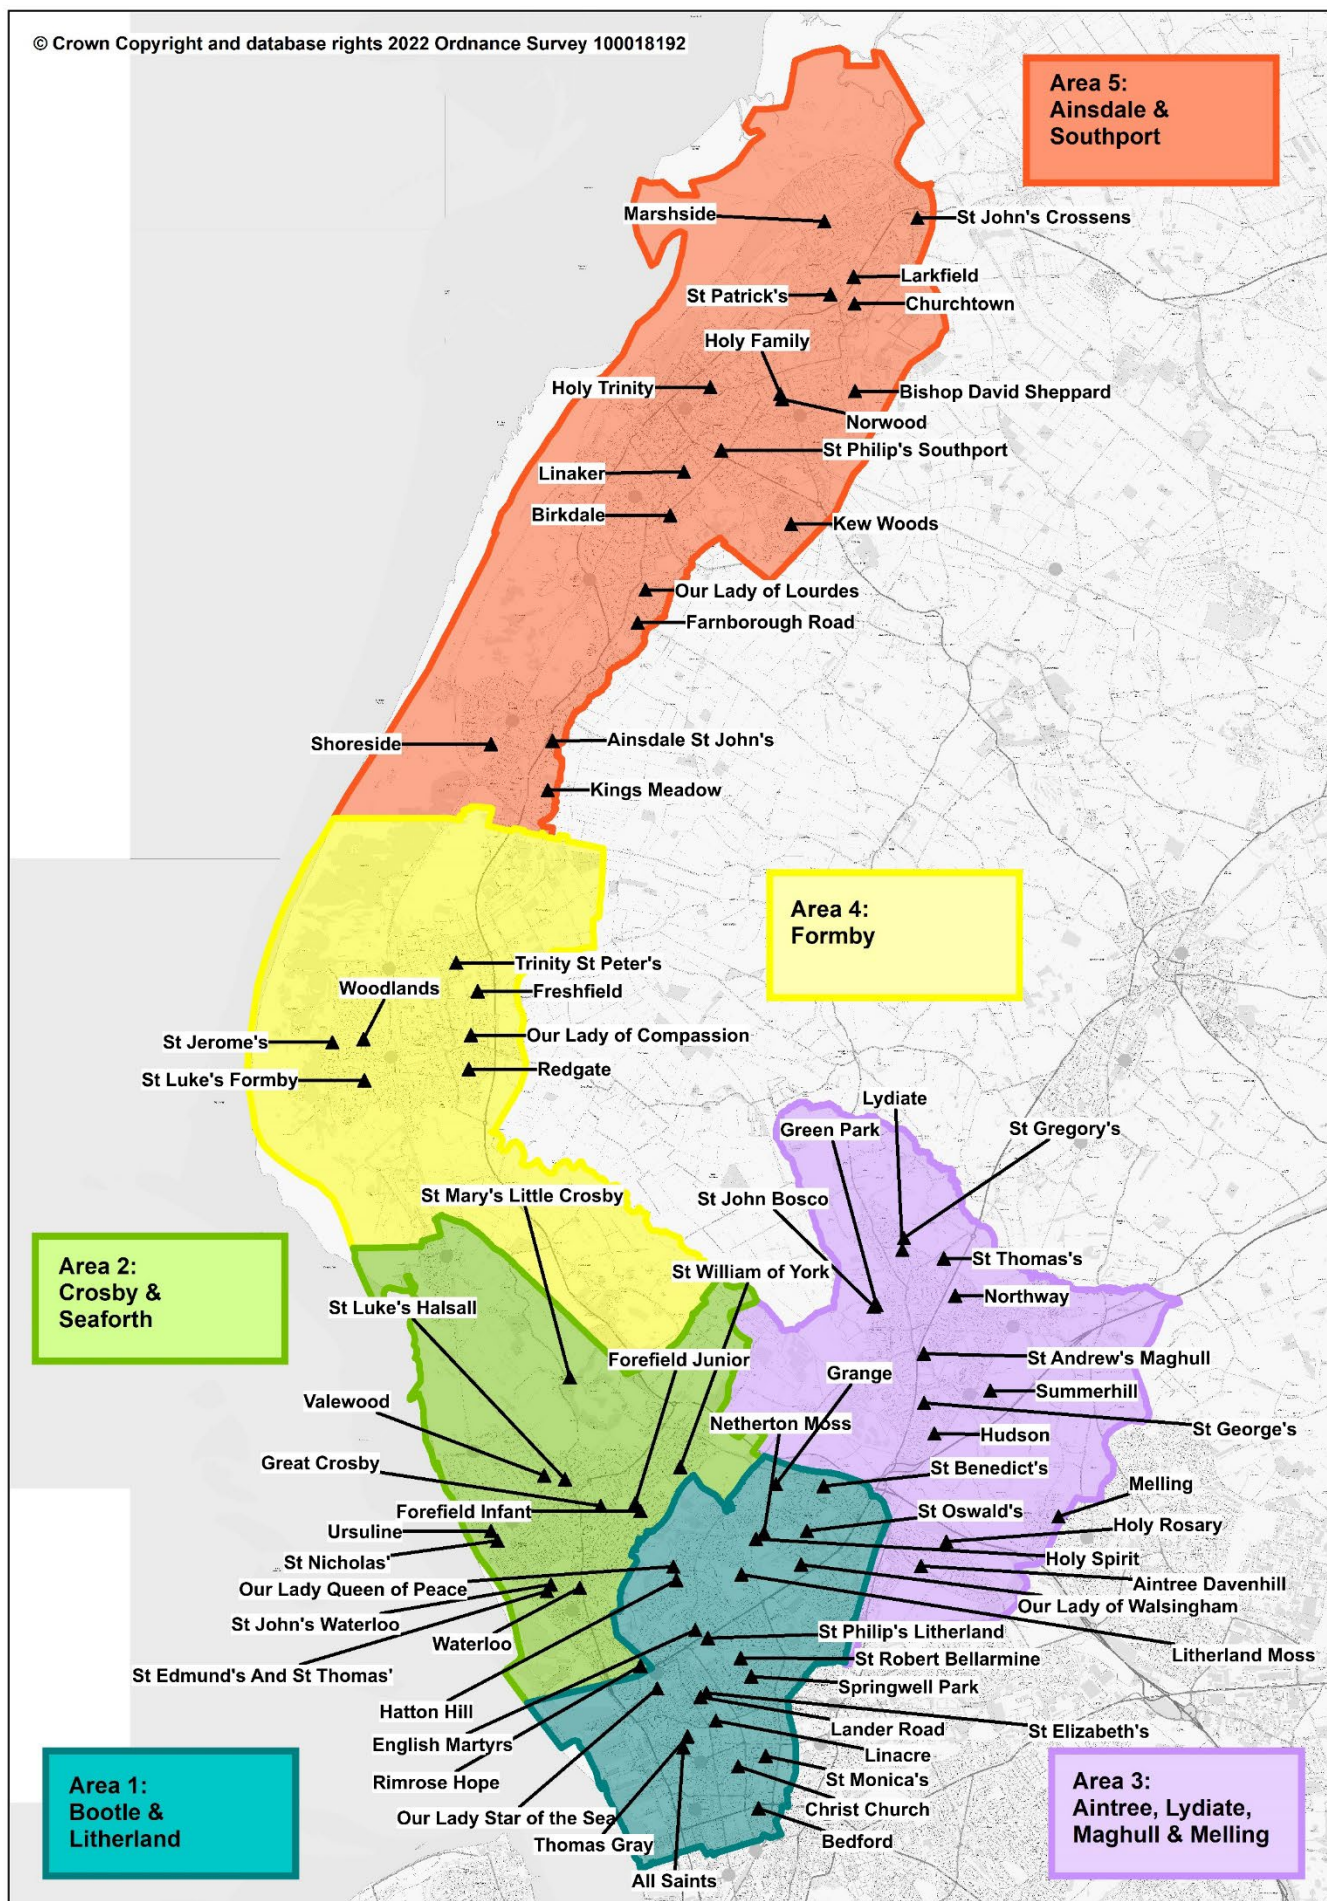 © Crown Copyright and database rights 2022 Ordnance Survey 100018192
Area 5:
Ainsdale &
Southport
Marshside
St John's Crossens
Larkfield
St Patrick's
Churchtown
Holy Family
Holy Trinity
Bishop David Sheppard
Norwood
St Philip's Southport
Linaker
Birkdale
Kew Woods
Our Lady of Lourdes
Farnborough Road
Shoreside
Ainsdale St John's
Kings Meadow
Area 4:
Formby
Trinity St Peter's
Woodlands
Freshfield
St Jerome's
Our Lady of Compassion
St Luke's Formby
Redgate
Lydiate
Green Park
St Gregory's
St Mary's Little Crosby
St John Bosco
Area 2:
Crosby &
Seaforth
St Thomas's
St William of York
Northway
St Luke's Halsall
Forefield Junior
St Andrew's Maghull
Grange
Summerhill
Valewood
Netherton Moss
St George's
Hudson
Great Crosby
St Benedict's
Melling
Forefield Infant
St Oswald's
Holy Rosary
Ursuline
Holy Spirit
St Nicholas'
Aintree Davenhill
Our Lady Queen of Peace
Our Lady of Walsingham
St John's Waterloo
Waterloo
St Philip's Litherland
Litherland Moss
St Edmund's And St Thomas'
St Robert Bellarmine
Springwell Park
Hatton Hill
Lander Road
St Elizabeth's
English Martyrs
Linacre
Rimrose Hope
St Monica's
Area 1:
Bootle &
Litherland
Area 3:
Aintree, Lydiate,
Maghull & Melling
Our Lady Star of the Sea
Christ Church
Thomas Gray
Bedford
All Saints